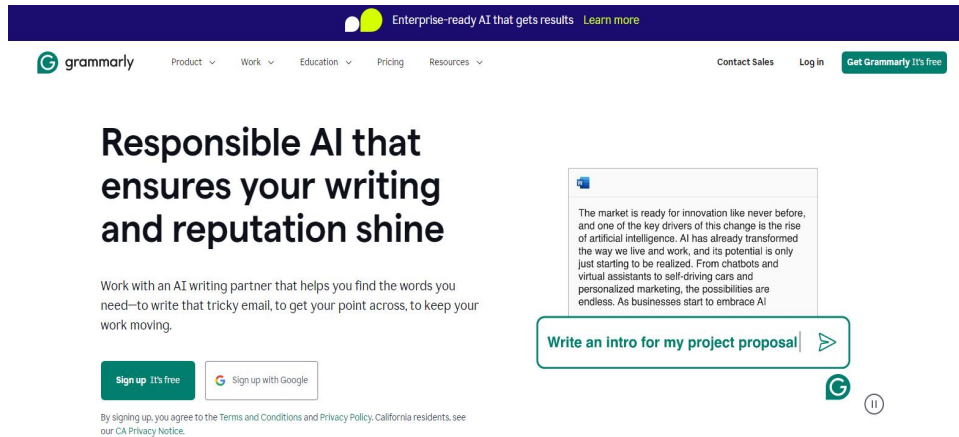 Enterprise-ready AI that gets results Learn more
grammarly Product Work Education Pricing Resources Contact Sales Log in Get Grammarly It's free
Responsible AI that
ensures your writing
and reputation shine
Work with an AI writing partner that helps you find the words you
need—to write that tricky email, to get your point across, to keep your
work moving.
Sign up It's free
Sign up with Google
By signing up, you agree to the Terms and Conditions and Privacy Policy. California residents, see
our CA Privacy Notice.
The market is ready for innovation like never before,
and one of the key drivers of this change is the rise
of artificial intelligence. AI has already transformed
the way we live and work, and its potential is only
just starting to be realized. From chatbots and
virtual assistants to self-driving cars and
personalized marketing, the possibilities are
endless. As businesses start to embrace AI
Write an intro for my project proposal